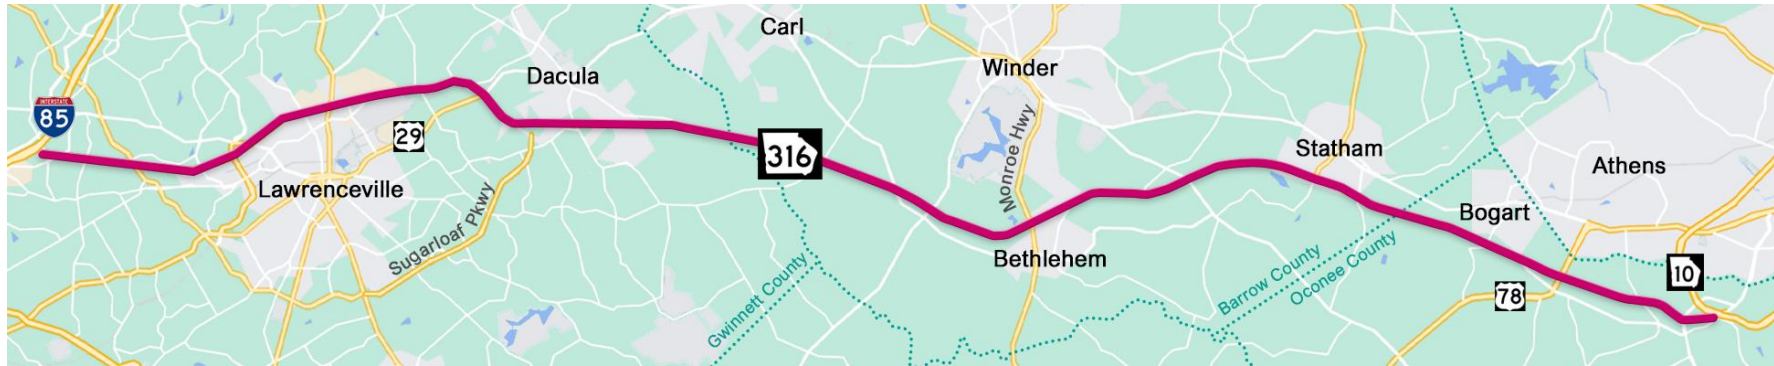 Carl
Winder
Dacula
INTERSTATE
85
29
316
Monroe Hwy
Statham
Athens
Lawrenceville
Sugarloaf Pkwy
Bogart
Bethlehem
Gwinnett County
Barrow County
Oconee County
10
78